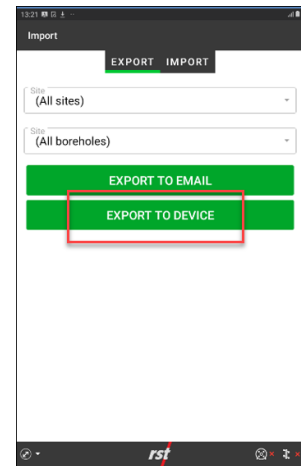 13:21
Import
EXPORT IMPORT
Site
(All sites)
Site
(All boreholes)
EXPORT TO EMAIL
EXPORT TO DEVICE
rst